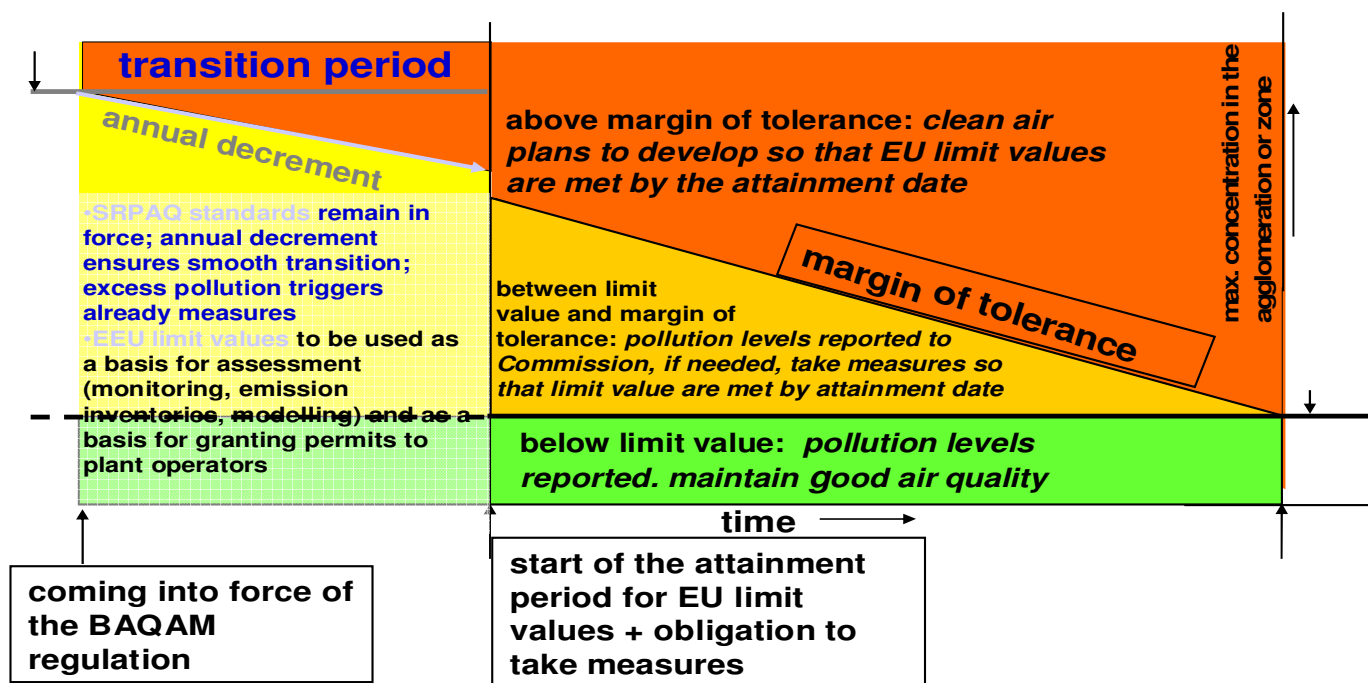 transition period
annual decrement
•SRPAQ standards remain in
force; annual decrement
ensures smooth transition;
excess pollution triggers
already measures
•EEU limit values to be used as
a basis for assessment
(monitoring, emission
inventories, modelling) and as a
basis for granting permits to
plant operators
above margin of tolerance: clean air
plans to develop so that EU limit values
are met by the attainment date
margin of tolerance
between limit
value and margin of
tolerance: pollution levels reported to
Commission, if needed, take measures so
that limit value are met by attainment date
below limit value: pollution levels
reported. maintain good air quality
max. concentration in the
agglomeration or zone
time
coming into force of
the BAQAM
regulation
start of the attainment
period for EU limit
values + obligation to
take measures